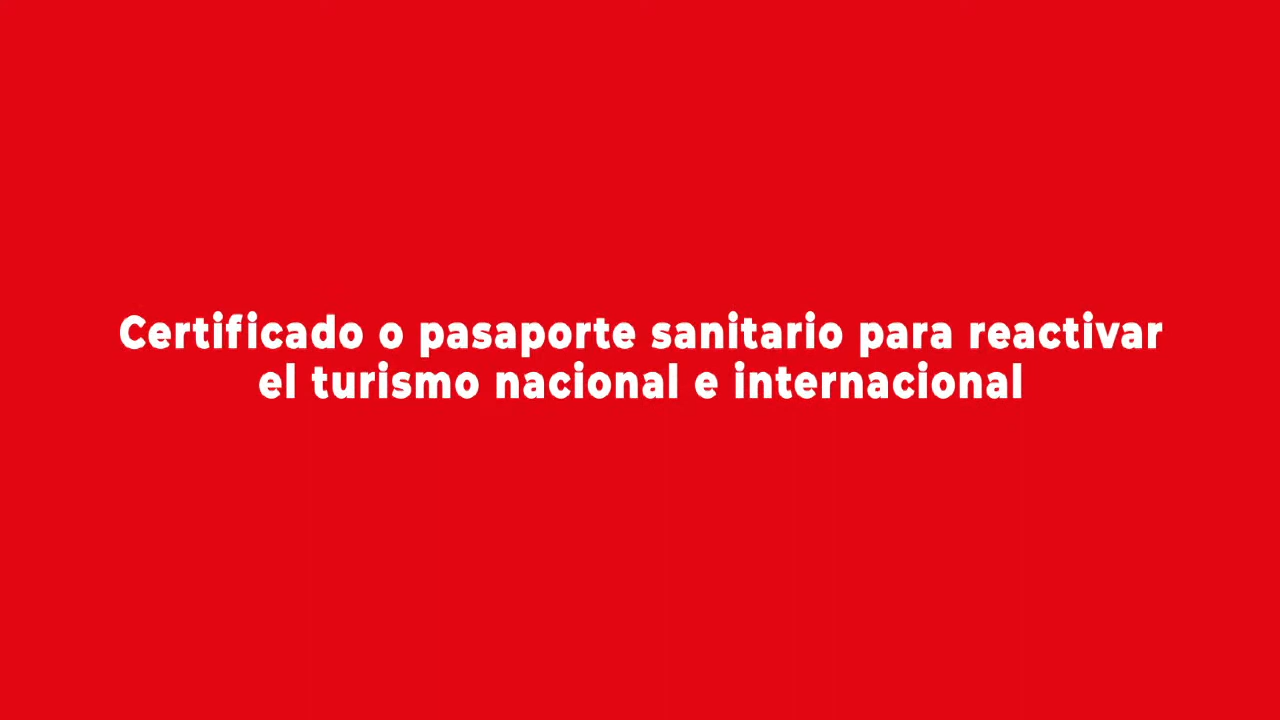 Certificado o pasaporte sanitario para reactivar
el turismo nacional e internacional